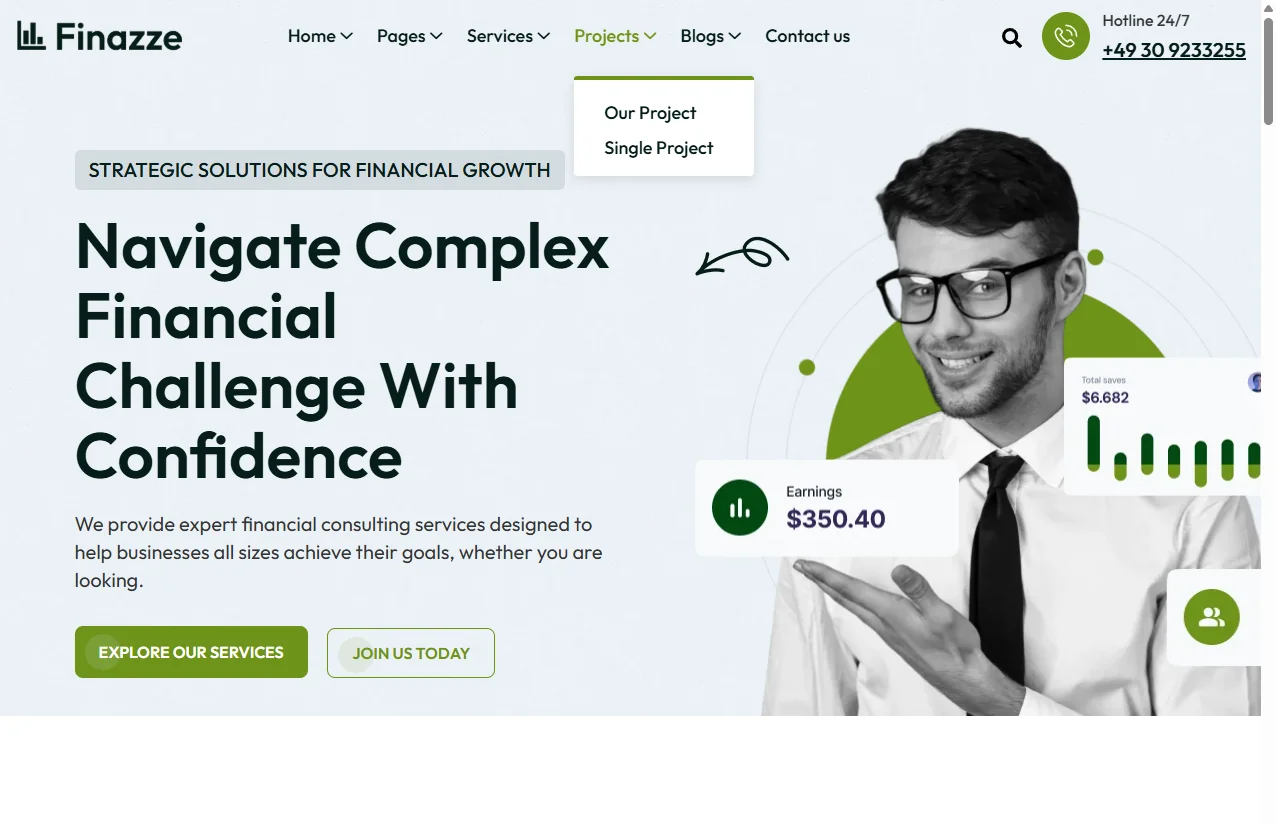 Finazze
Home
Pages
Services
Projects
Blogs
Contact us
Hotline 24/7
+49 30 9233255
Our Project
Single Project
STRATEGIC SOLUTIONS FOR FINANCIAL GROWTH
Navigate Complex
Financial
Challenge With
Confidence
We provide expert financial consulting services designed to
help businesses all sizes achieve their goals, whether you are
looking.
EXPLORE OUR SERVICES
JOIN US TODAY
Total saves
$6.682
Earnings
$350.40